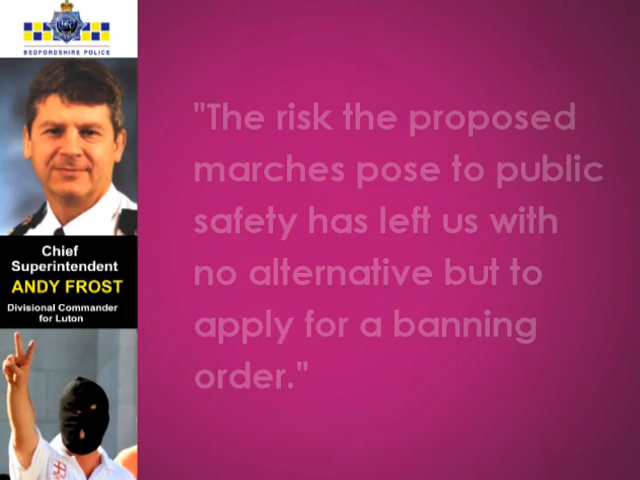 BEDFORDSHIRE POLICE
Chief
Superintendent
ANDY FROST
Divisional Commander
for Luton
"The risk the proposed
marches pose to public
safety has left us with
no alternative but to
apply for a banning
order."